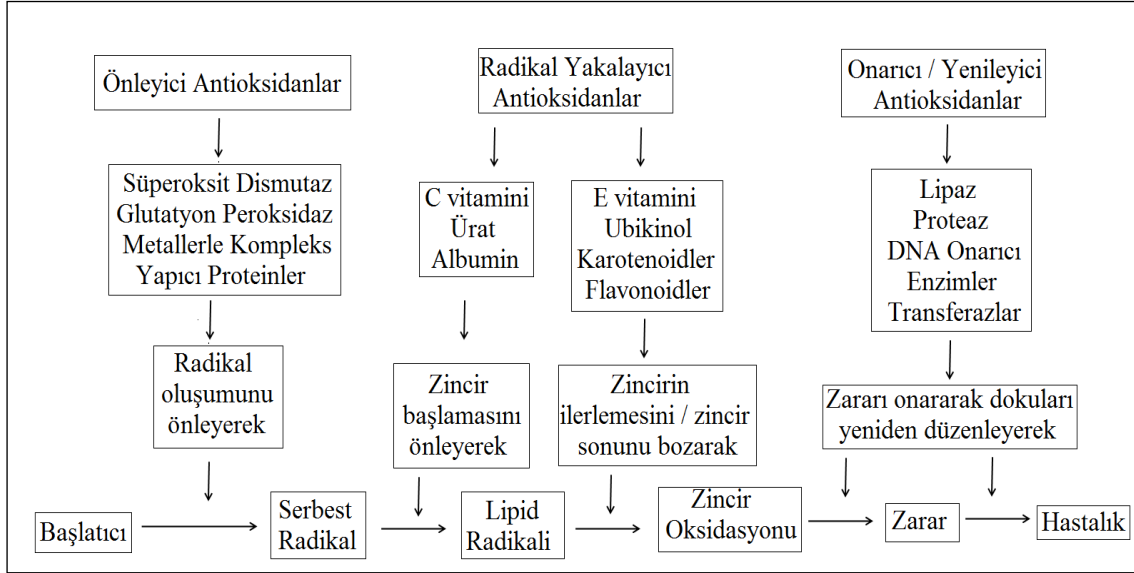 Önleyici Antioksidanlar
Radikal Yakalayıcı
Antioksidanlar
Onarıcı / Yenileyici
Antioksidanlar
Süperoksit Dismutaz
Glutatyon Peroksidaz
Metallerle Kompleks
Yapıcı Proteinler
C vitamini
Ürat
Albumin
E vitamini
Ubikinol
Karotenoidler
Flavonoidler
Lipaz
Proteaz
DNA Onarıcı
Enzimler
Transferazlar
Radikal
oluşumunu
önleyerek
Zincir
başlamasını
önleyerek
Zincirin
ilerlemesini / zincir
sonunu bozarak
Zararı onararak dokuları
yeniden düzenleyerek
Başlatıcı
Serbest
Radikal
Lipid
Radikali
Zincir
Oksidasyonu
Zarar
Hastalık